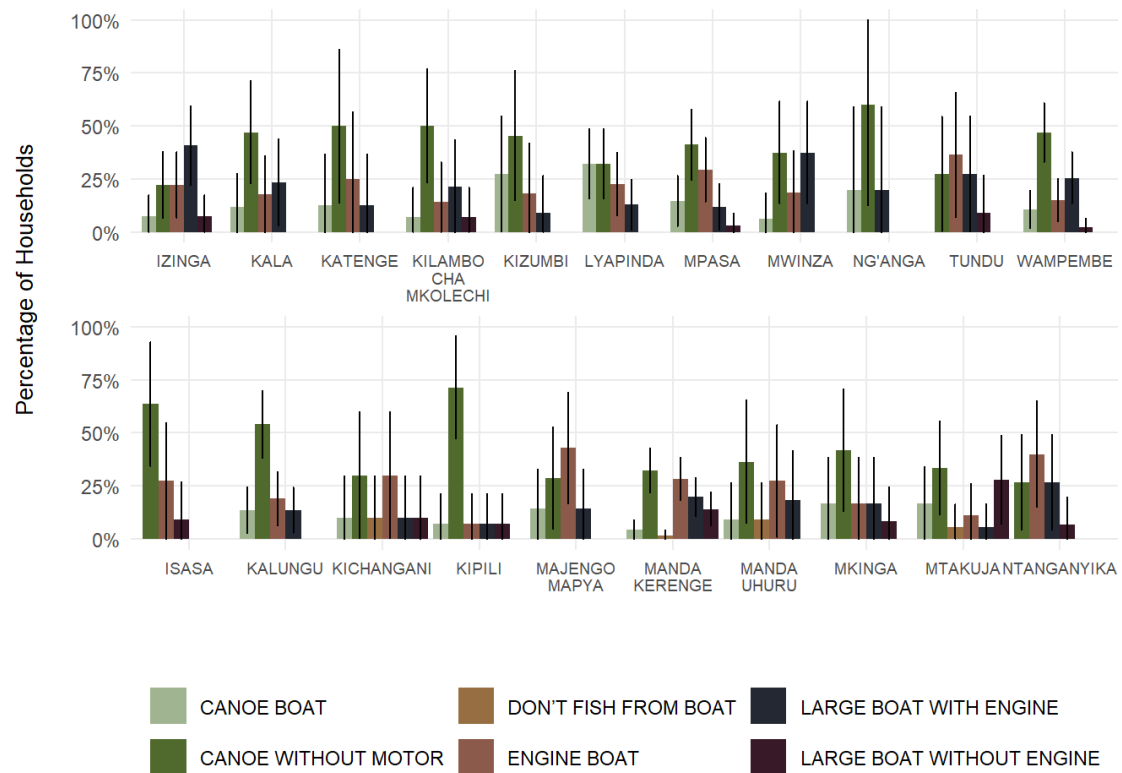 Percentage of Households
100%
75%
50%
25%
0%
IZINGA KALA KATENGE KILAMBO KIZUMBI LYAPINDA MPASA MWINZA NG'ANGA TUNDU WAMPEMBE
CHA
MKOLECHI
100%
75%
50%
25%
0%
ISASA KALUNGU KICHANGANI KIPILI MAJENGO MANDA MANDA MKINGA MTAKUJA NTANGANYIKA
MAPYA KERENGE UHURU
CANOE BOAT DON'T FISH FROM BOAT LARGE BOAT WITH ENGINE
CANOE WITHOUT MOTOR ENGINE BOAT LARGE BOAT WITHOUT ENGINE